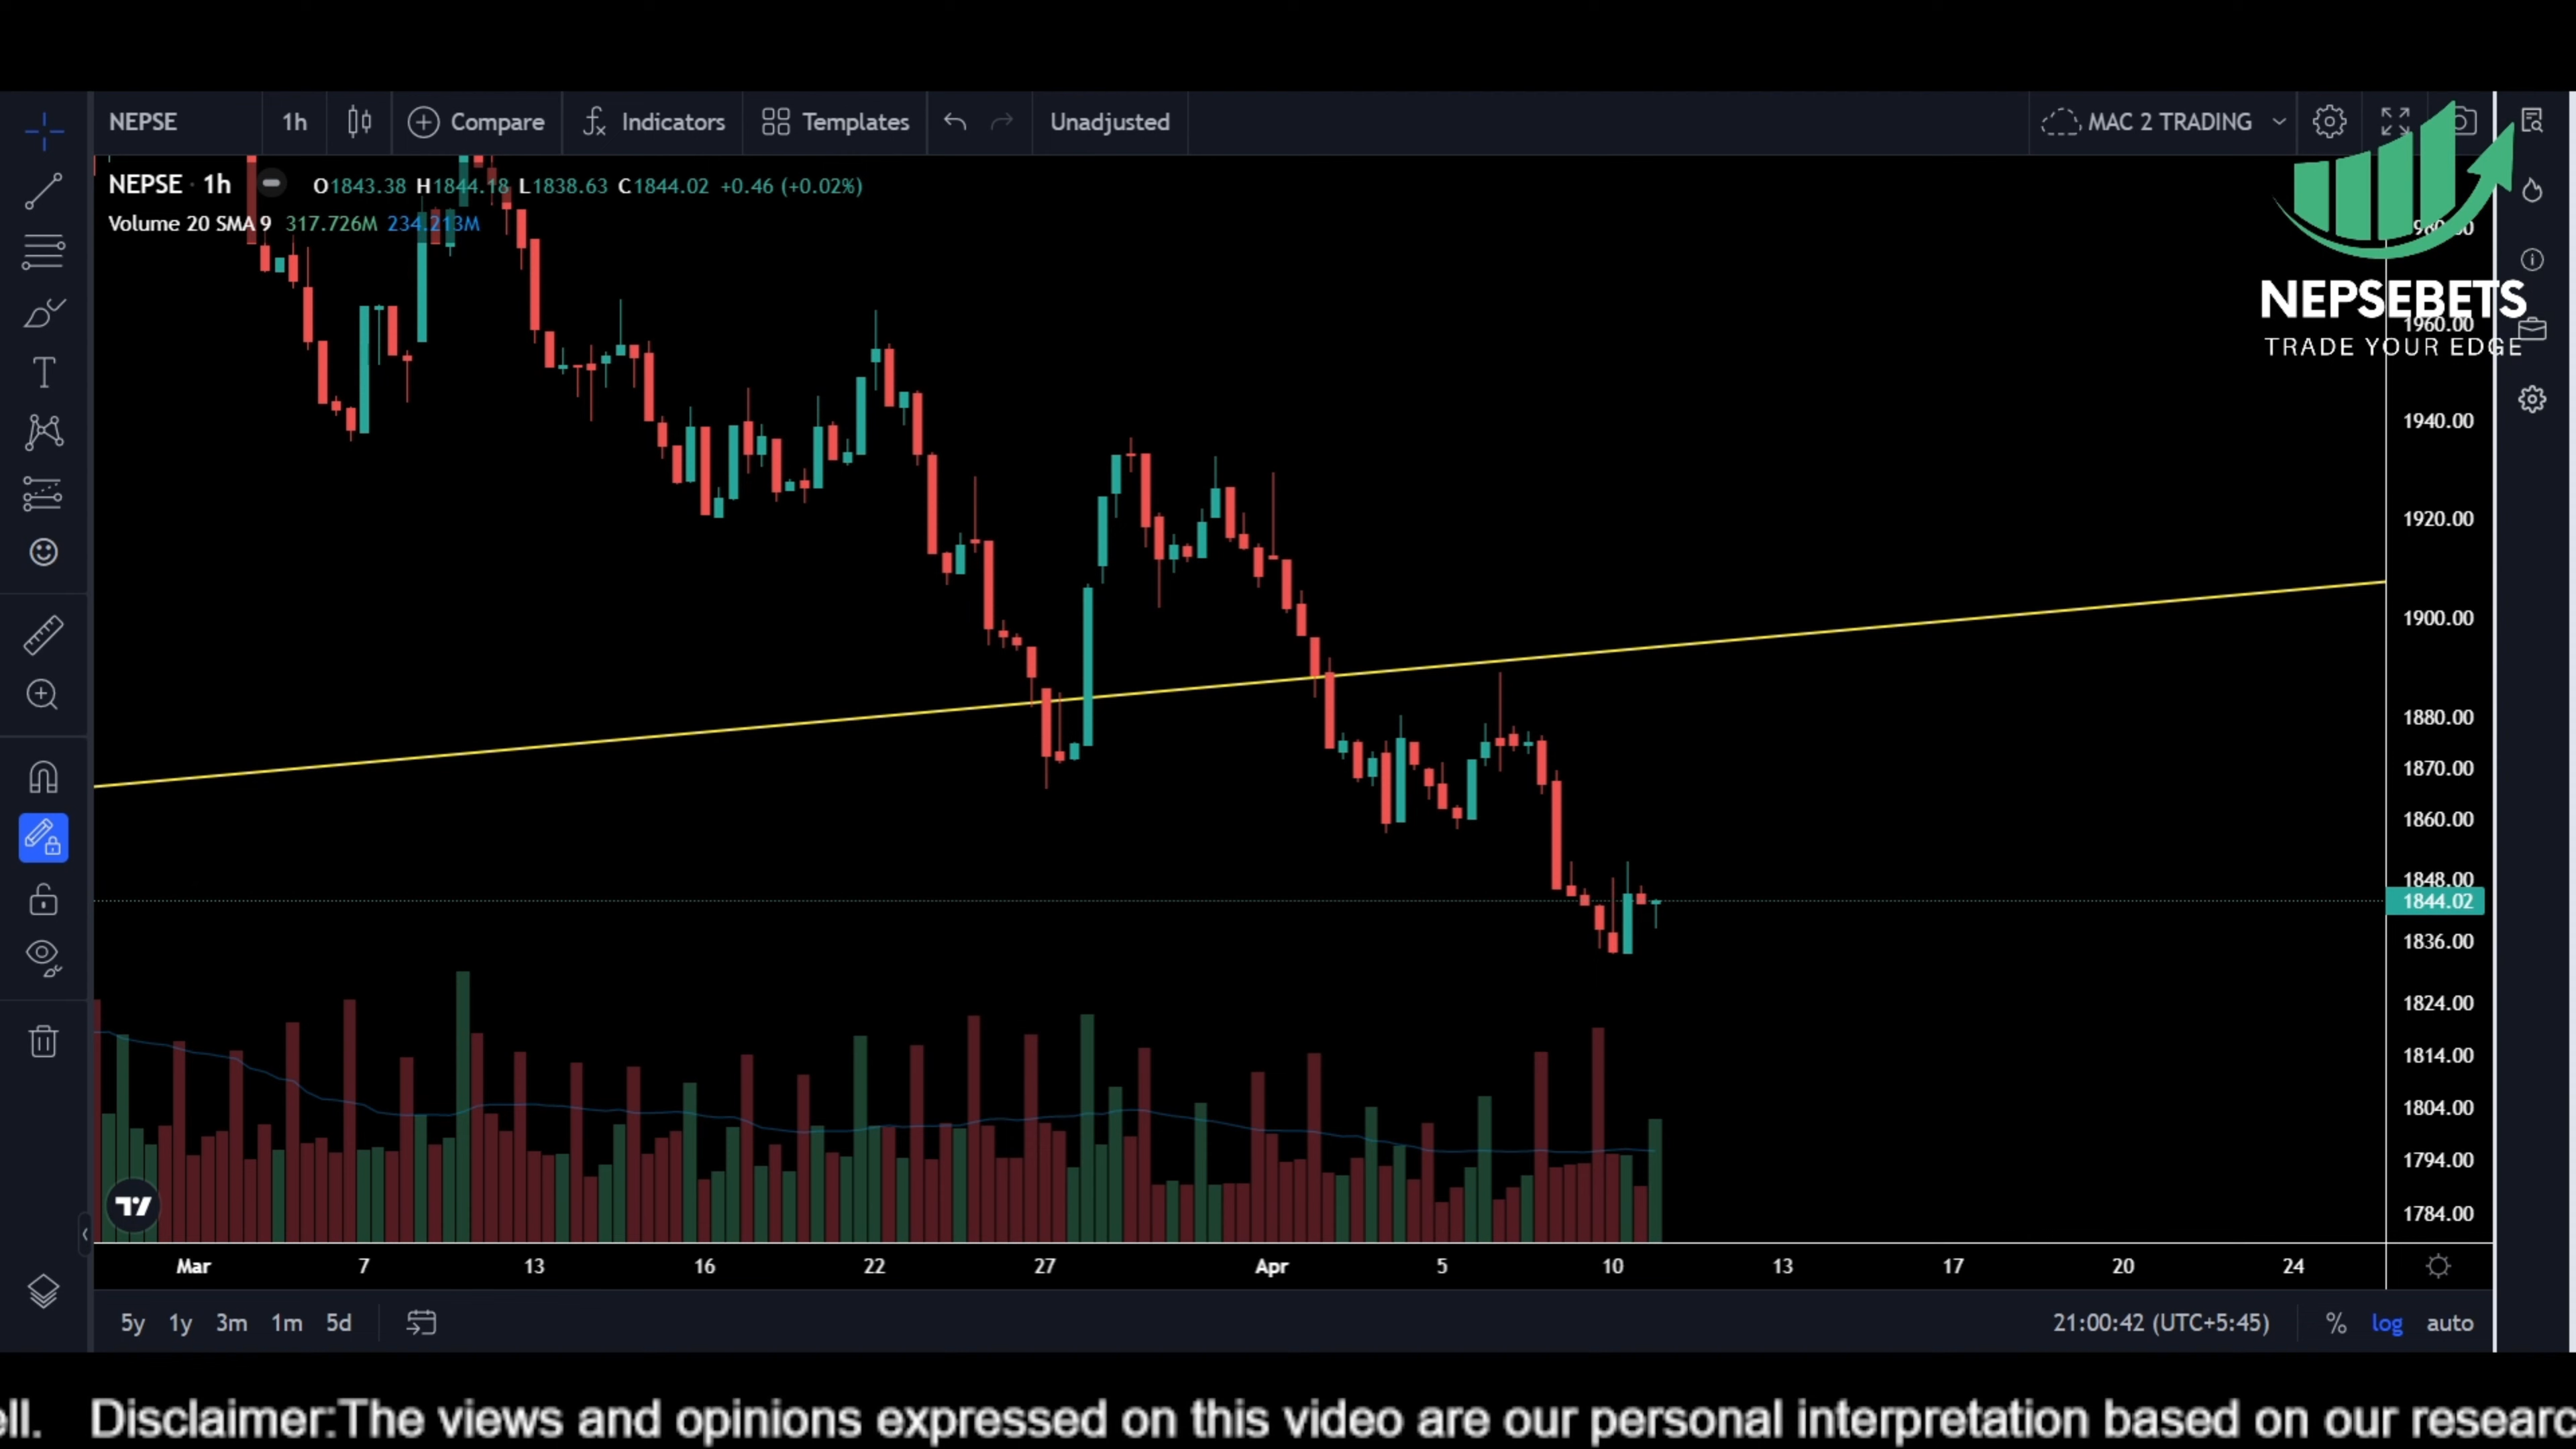 NEPSE 1h Compare Indicators Templates Unadjusted MAC 2 TRADING
NEPSE · 1h O1843.38 H1844.18 L1838.63 C1844.02 +0.46 (+0.02%)
Volume 20 SMA 9 317.726M 234.213M
NEPSEBETS
TRADE YOUR EDGE
1960.00
1940.00
1920.00
1900.00
1880.00
1870.00
1860.00
1848.00
1844.02
1836.00
1824.00
1814.00
1804.00
1794.00
1784.00
Mar 7 13 16 22 27 Apr 5 10 13 17 20 24
5y 1y 3m 1m 5d 21:00:42 (UTC+5:45) % log auto
ell. Disclaimer:The views and opinions expressed on this video are our personal interpretation based on our researc